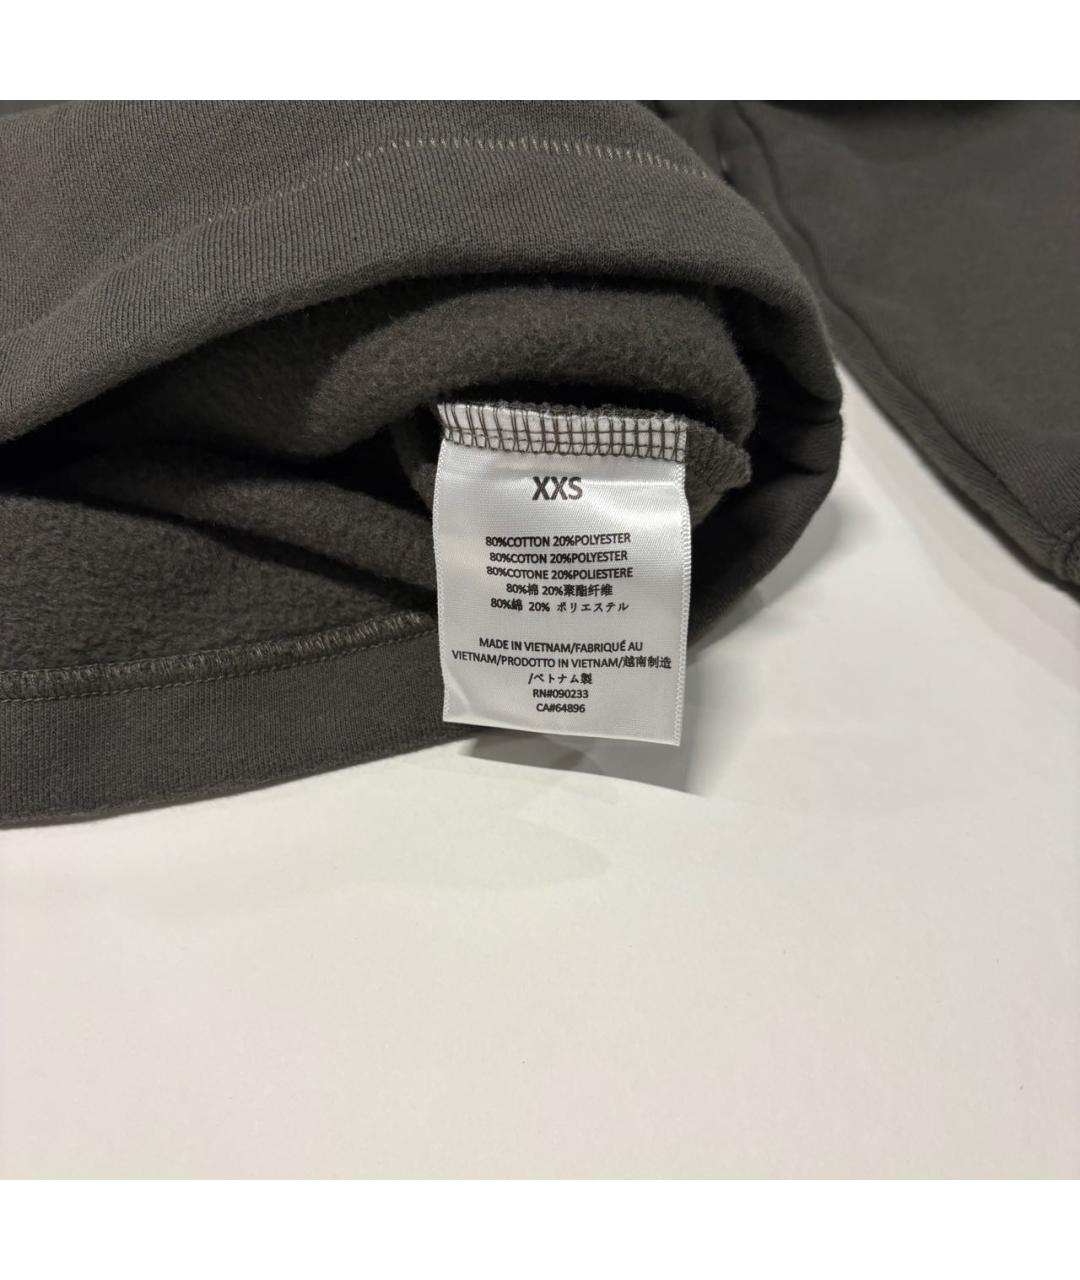 XXS
80%COTTON 20%POLYESTER
80%COTON 20%POLYESTER
80%COTONE 20%POLIESTERE
80%棉 20%聚酯纤维
80%綿 20% ポリエステル
MADE IN VIETNAM/FABRIQUÉ AU
VIETNAM/PRODOTTO IN VIETNAM/越南制造
/ベトナム製
RN#090233
CA#64896